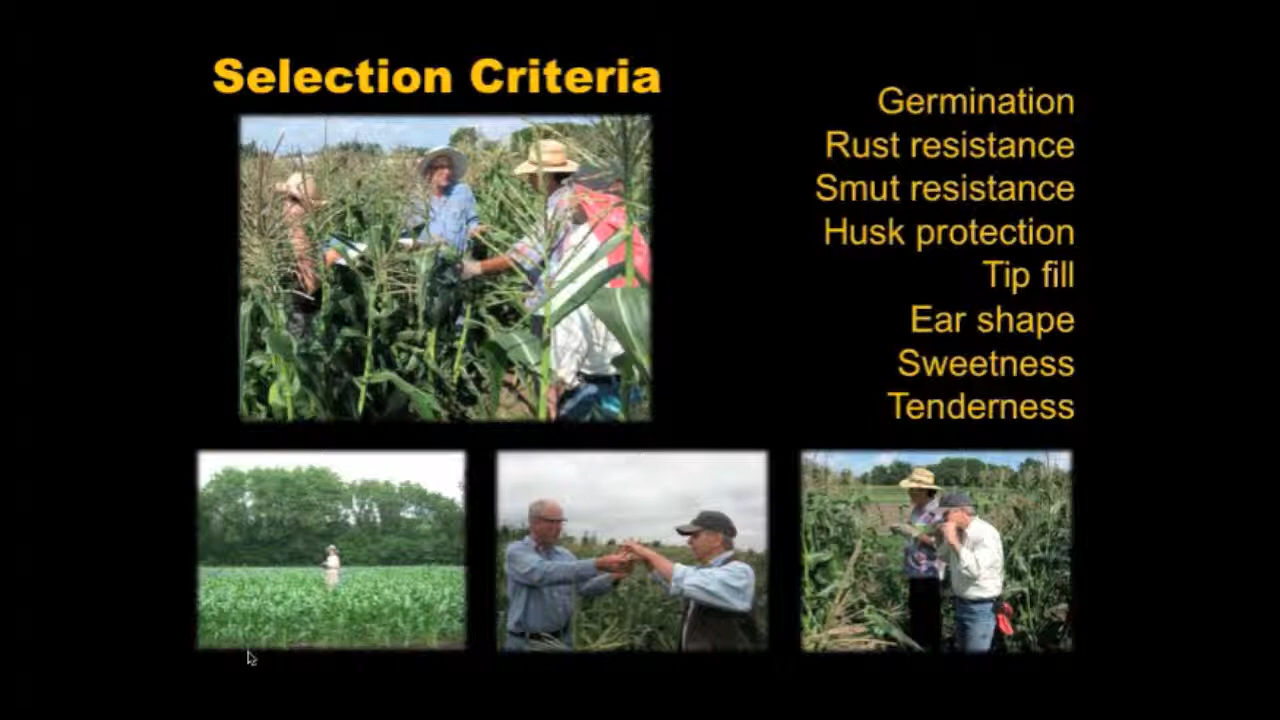 Selection Criteria
Germination
Rust resistance
Smut resistance
Husk protection
Tip fill
Ear shape
Sweetness
Tenderness